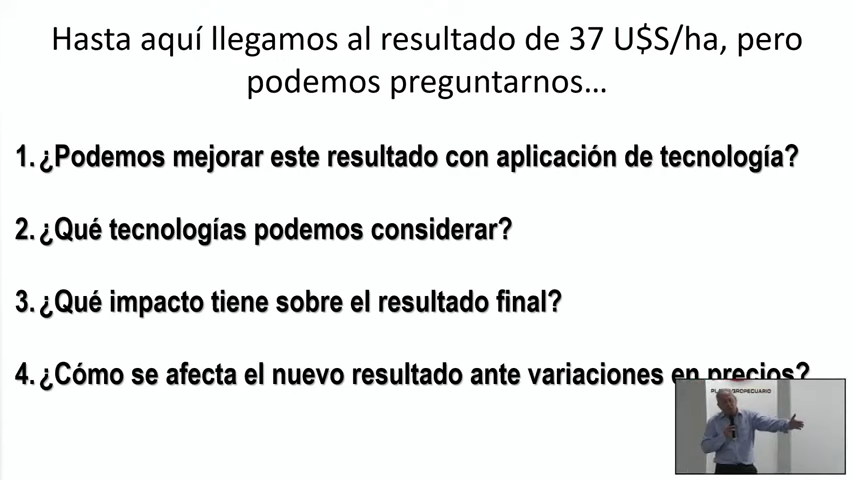 Hasta aquí llegamos al resultado de 37 U$S/ha, pero
podemos preguntarnos...
1. ¿Podemos mejorar este resultado con aplicación de tecnología?
2. ¿Qué tecnologías podemos considerar?
3. ¿Qué impacto tiene sobre el resultado final?
4. ¿Cómo se afecta el nuevo resultado ante variaciones en precios?